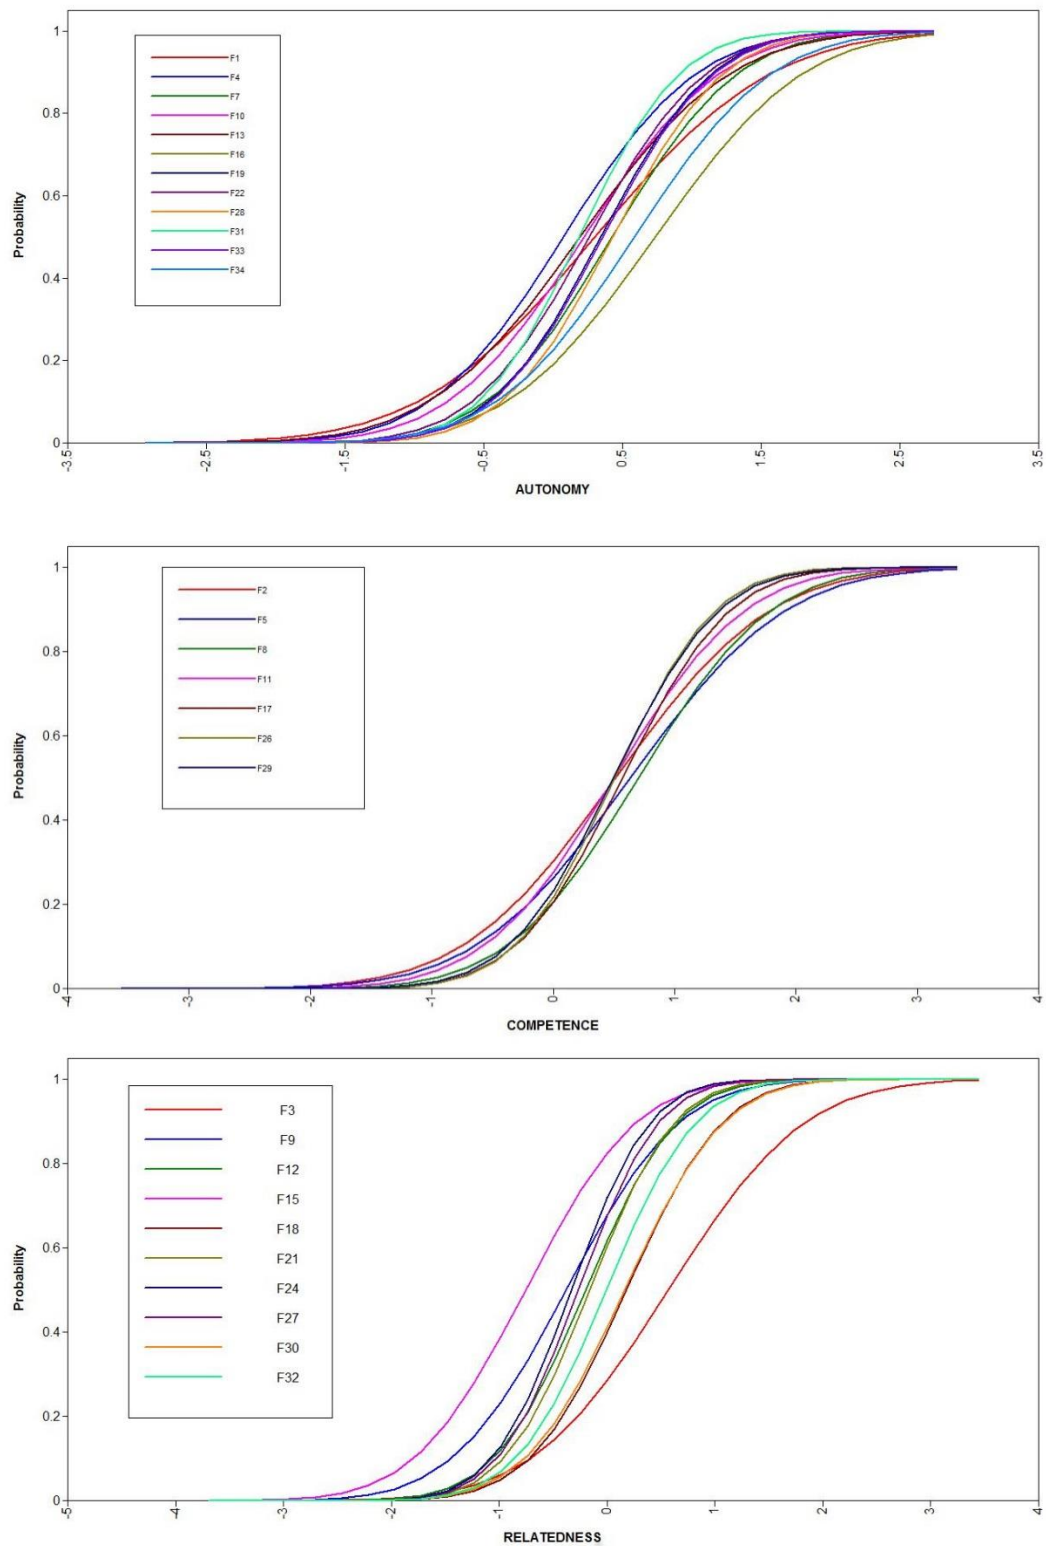 1
0.8
0.6
0.4
0.2
0
Probability
F1
F4
F7
F10
F13
F16
F19
F22
F28
F31
F33
F34
-3.5
-2.5
-1.5
-0.5
0.5
1.5
2.5
3.5
AUTONOMY
1
0.8
0.6
0.4
0.2
0
Probability
F2
F5
F8
F11
F17
F26
F29
-4
-3
-2
-1
0
1
2
3
4
COMPETENCE
1
0.8
0.6
0.4
0.2
0
Probability
F3
F9
F12
F15
F18
F21
F24
F27
F30
F32
-5
-4
-3
-2
-1
0
1
2
3
4
RELATEDNESS